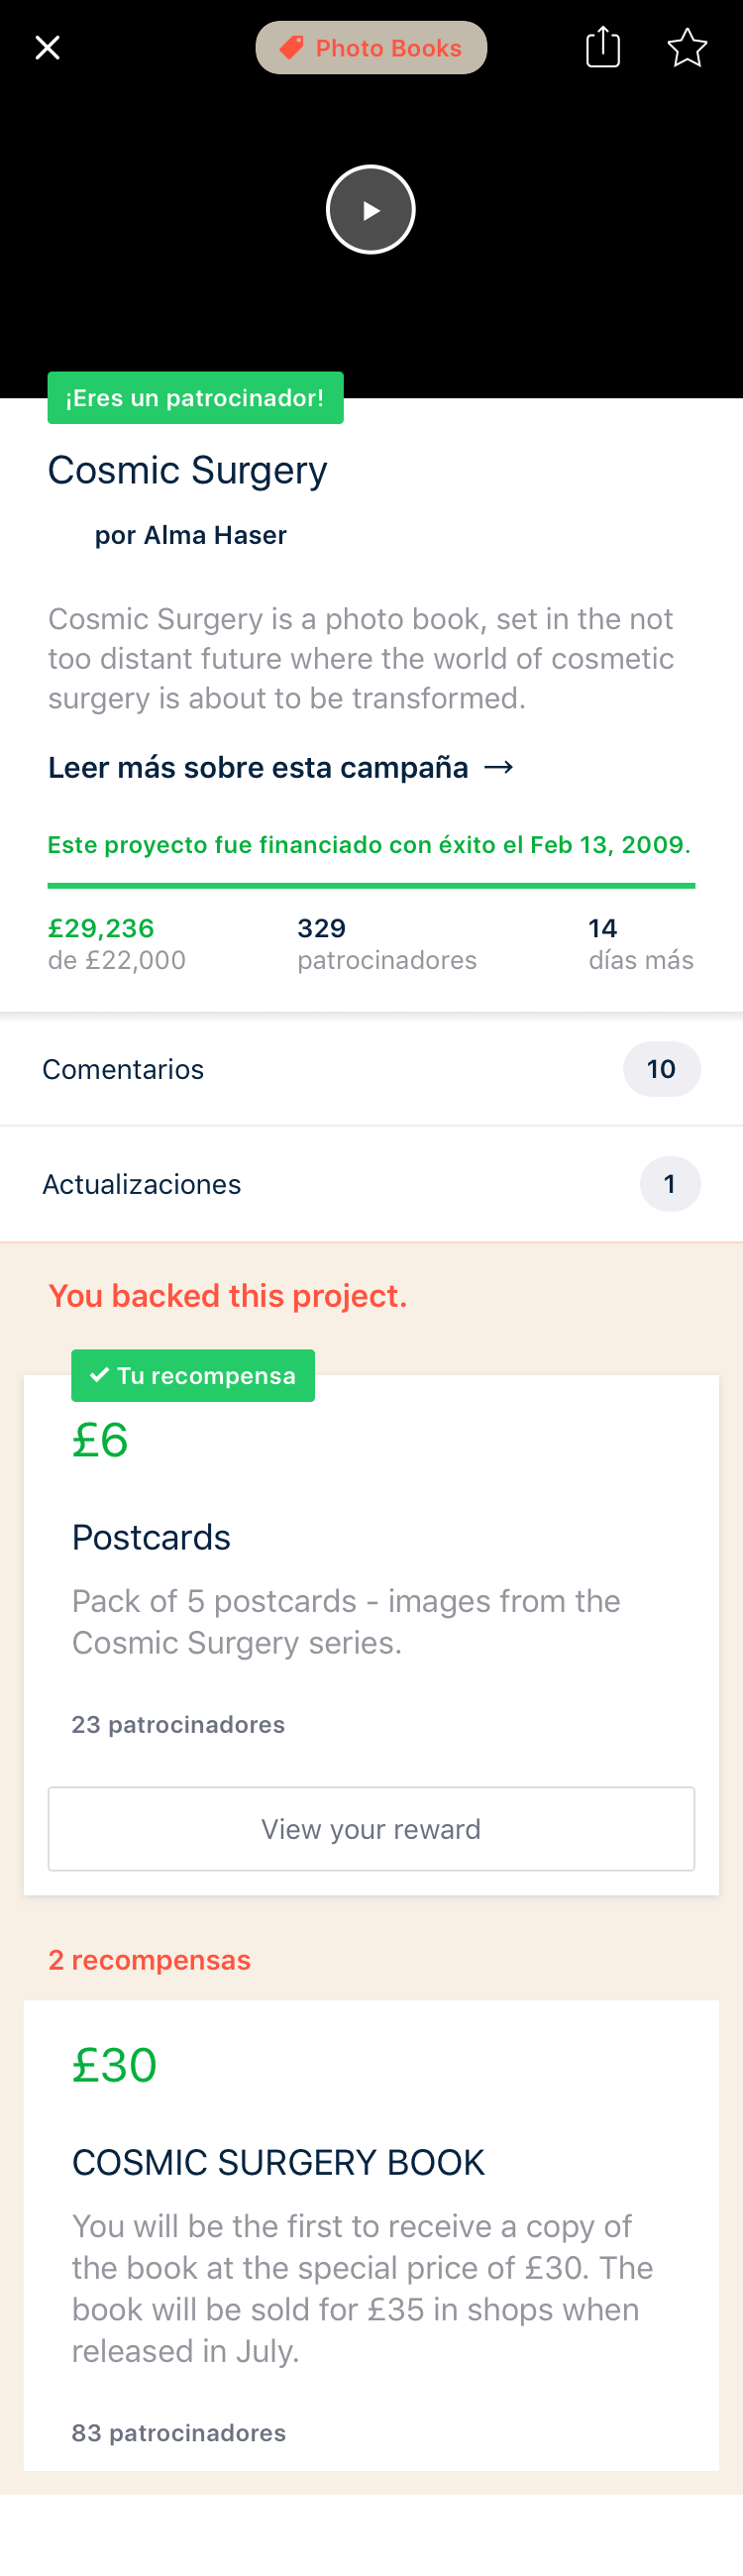 Photo Books
¡Eres un patrocinador!
Cosmic Surgery
por Alma Haser
Cosmic Surgery is a photo book, set in the not
too distant future where the world of cosmetic
surgery is about to be transformed.
Leer más sobre esta campaña →
Este proyecto fue financiado con éxito el Feb 13, 2009.
£29,236
de £22,000
329
patrocinadores
14
días más
Comentarios
10
Actualizaciones
1
You backed this project.
✓ Tu recompensa
£6
Postcards
Pack of 5 postcards - images from the
Cosmic Surgery series.
23 patrocinadores
View your reward
2 recompensas
£30
COSMIC SURGERY BOOK
You will be the first to receive a copy of
the book at the special price of £30. The
book will be sold for £35 in shops when
released in July.
83 patrocinadores